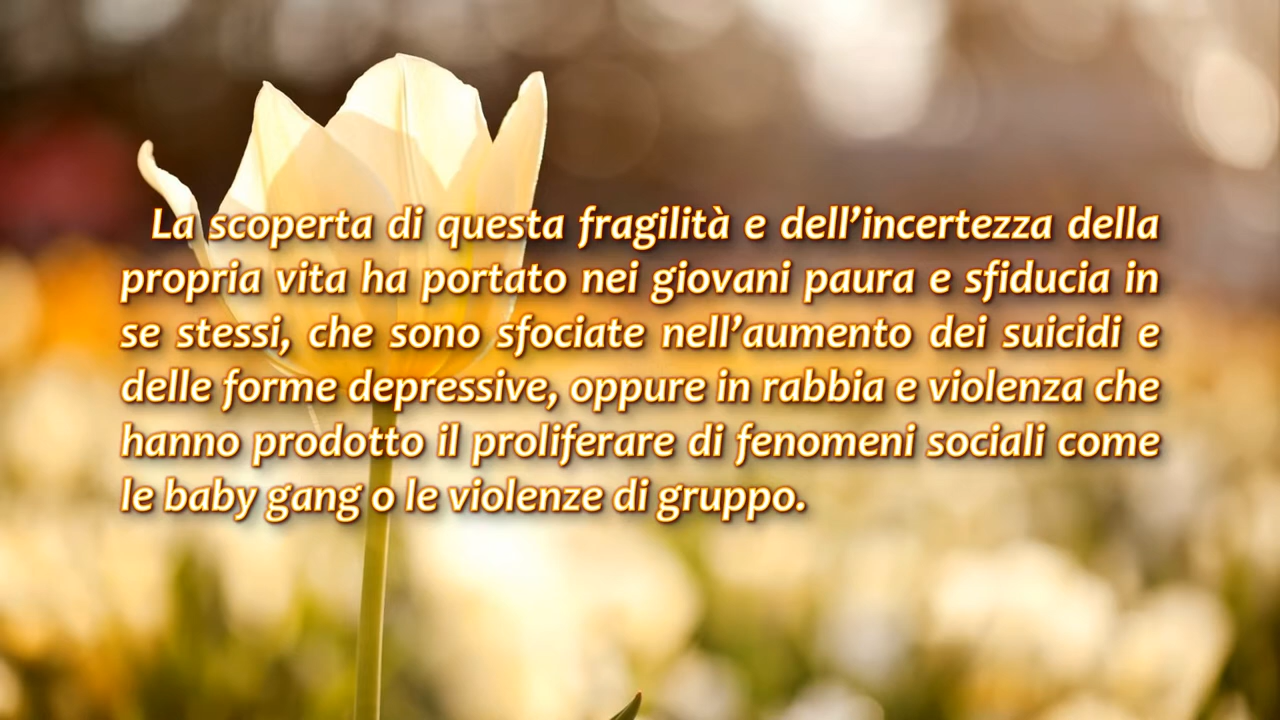 La scoperta di questa fragilità e dell’incertezza della
propria vita ha portato nei giovani paura e sfiducia in
se stessi, che sono sfociate nell’aumento dei suicidi e
delle forme depressive, oppure in rabbia e violenza che
hanno prodotto il proliferare di fenomeni sociali come
le baby gang o le violenze di gruppo.